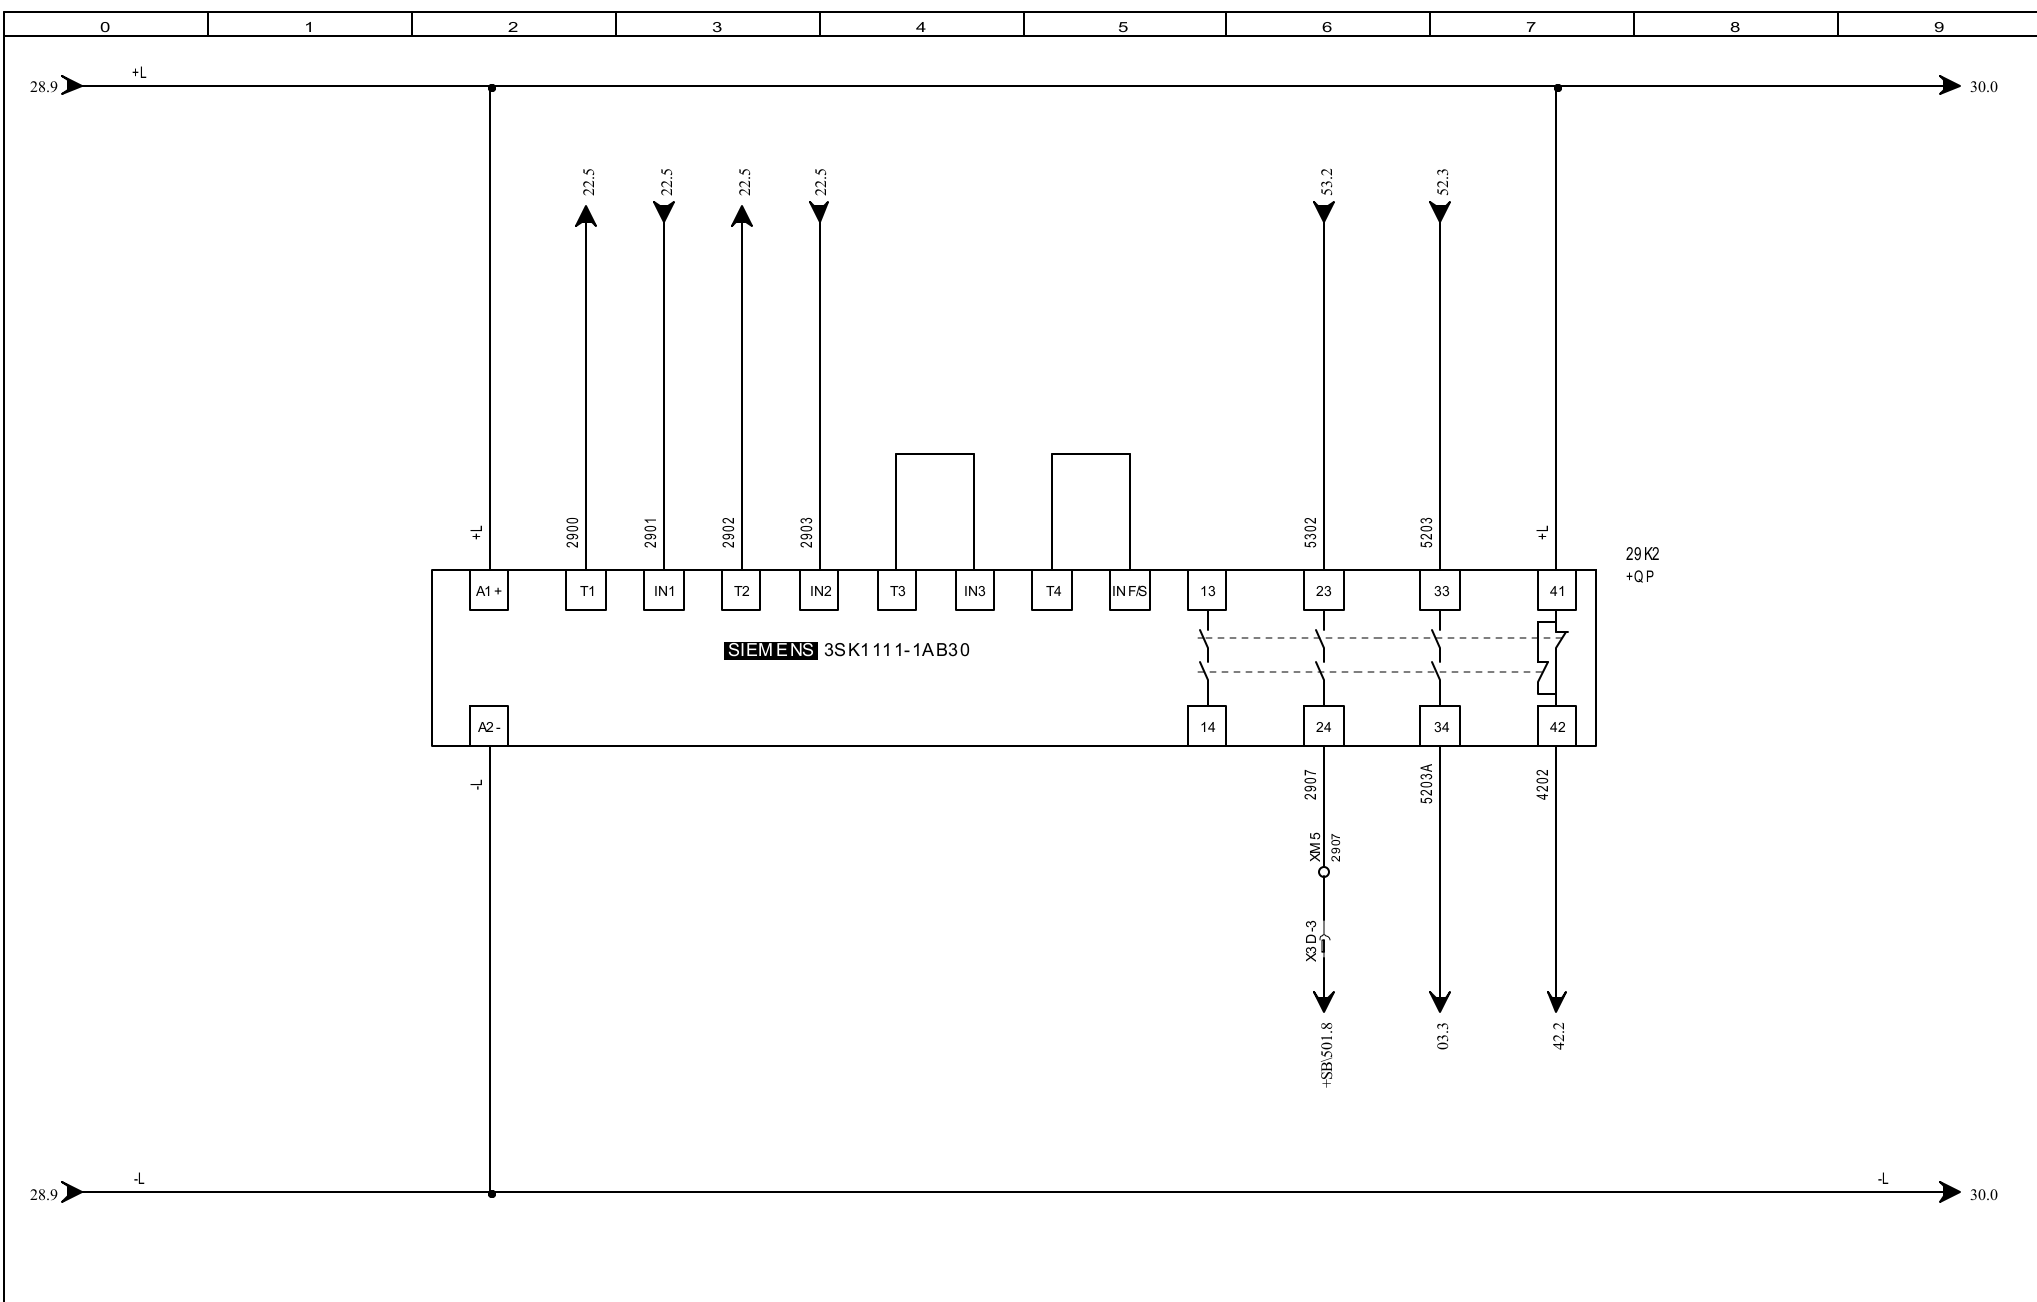 0 1 2 3 4 5 6 7 8 9
+L
28.9 30.0
22.5 22.5 22.5 22.5 53.2 52.3
+L 2900 2901 2902 2903 5302 5203 +L
29K2
+QP
A1+ T1 IN1 T2 IN2 T3 IN3 T4 INF/S 13 23 33 41
SIEMENS 3SK1111-1AB30
A2- 14 24 34 42
-L 2907 5203A 4202
XM5 2907
X3D-3
+SB\501.8 03.3 42.2
-L -L
28.9 30.0